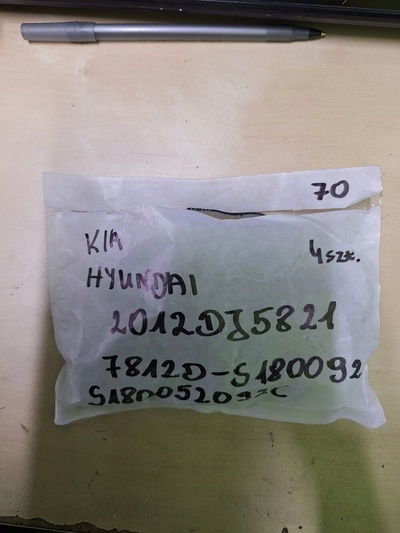 70
KIA
4szt.
HYUNDAI
2012DJ5821
7812D-S180092